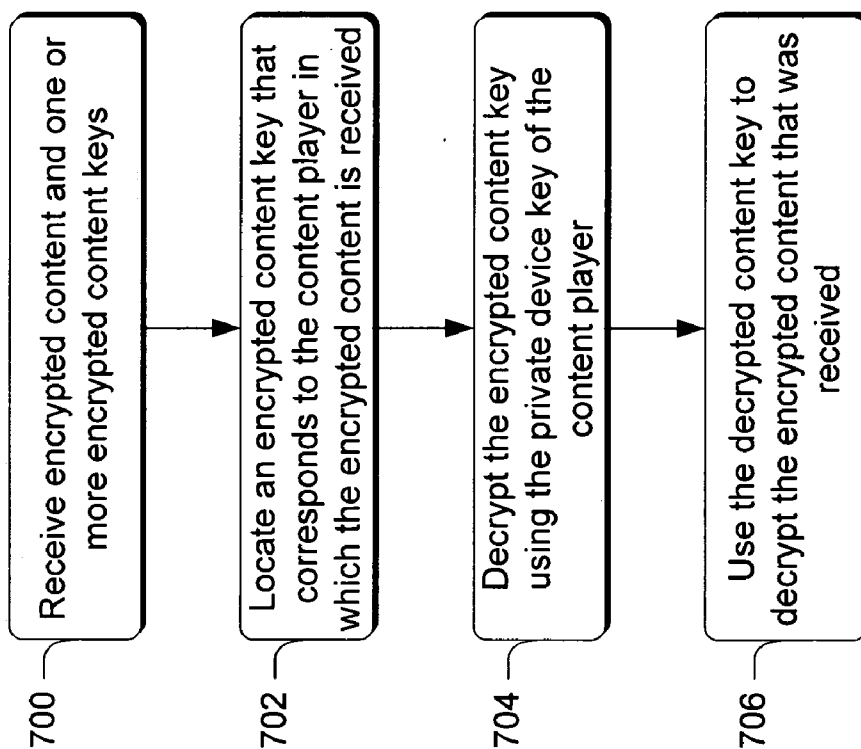 700
Receive encrypted content and one or
more encrypted content keys
702
Locate an encrypted content key that
corresponds to the content player in
which the encrypted content is received
704
Decrypt the encrypted content key
using the private device key of the
content player
706
Use the decrypted content key to
decrypt the encrypted content that was
received